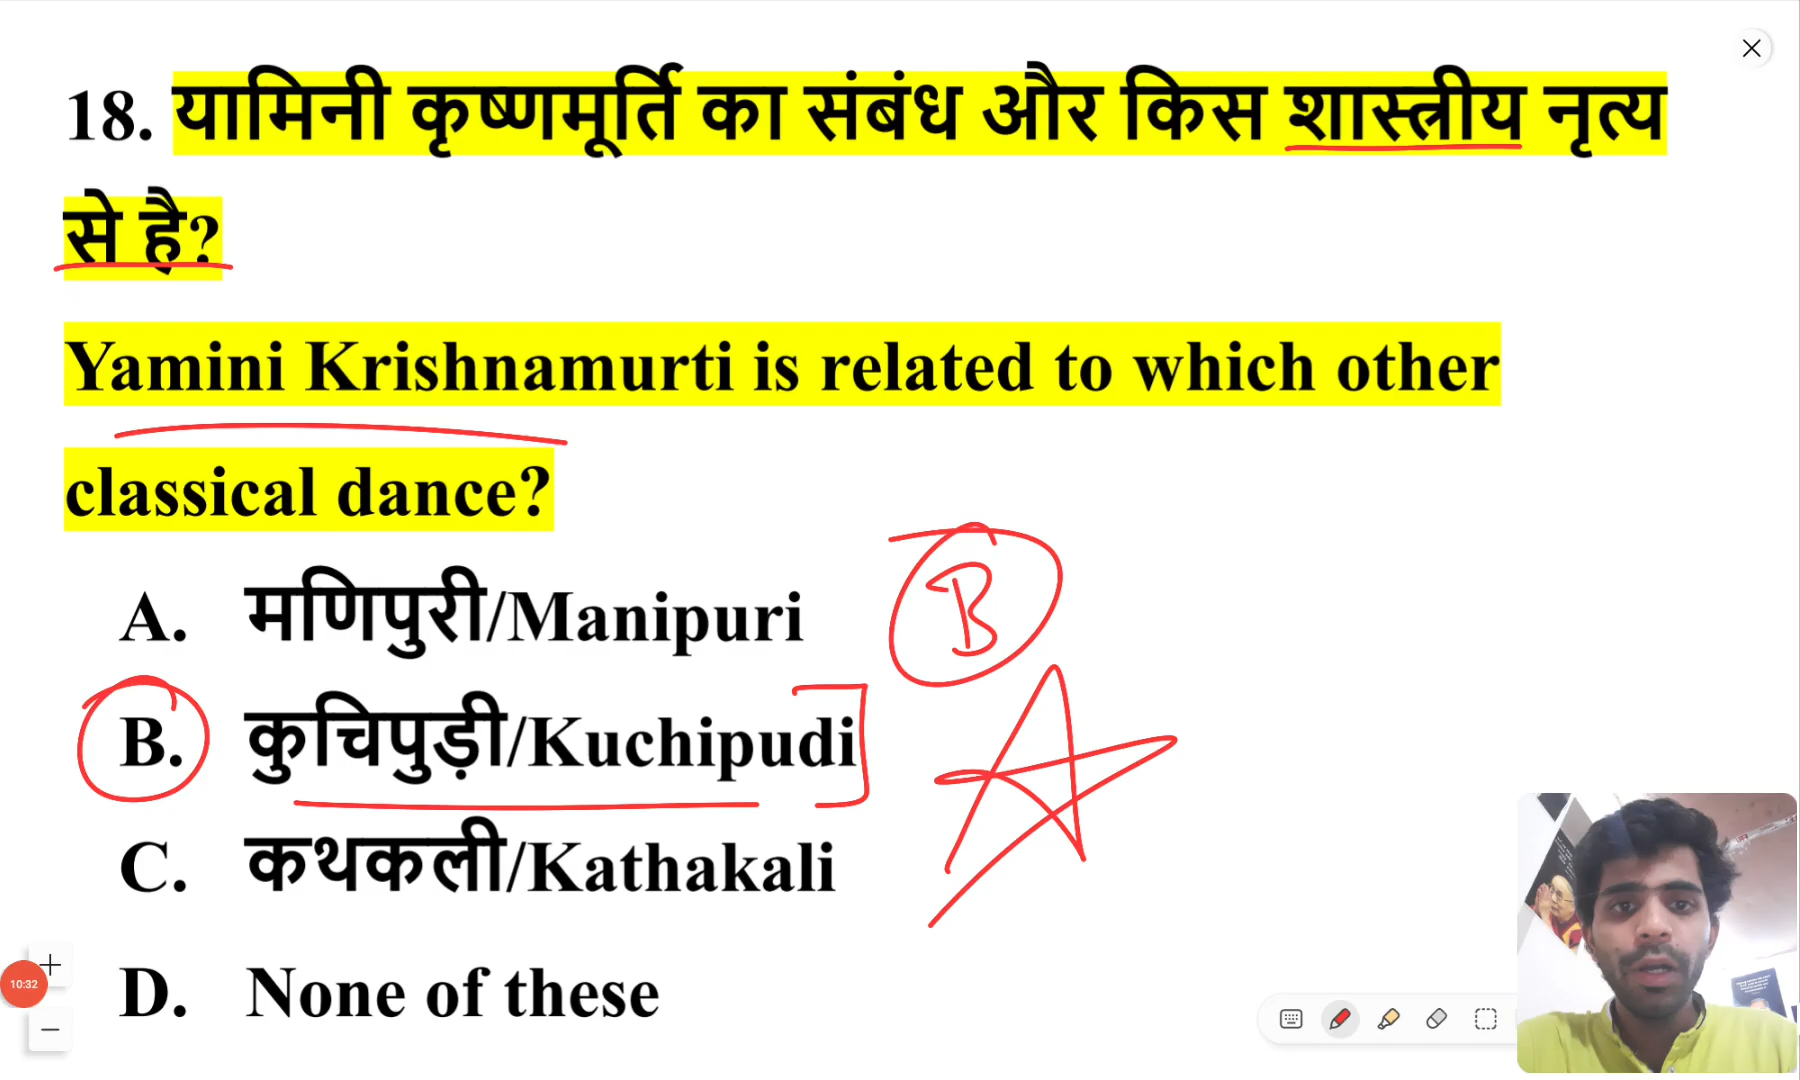 18. यामिनी कृष्णमूर्ति का संबंध और किस शास्त्रीय नृत्य
से है?
Yamini Krishnamurti is related to which other
classical dance?
A. मणिपुरी/Manipuri
B
B. कुचिपुड़ी/Kuchipudi
C. कथकली/Kathakali
D. None of these
10:32